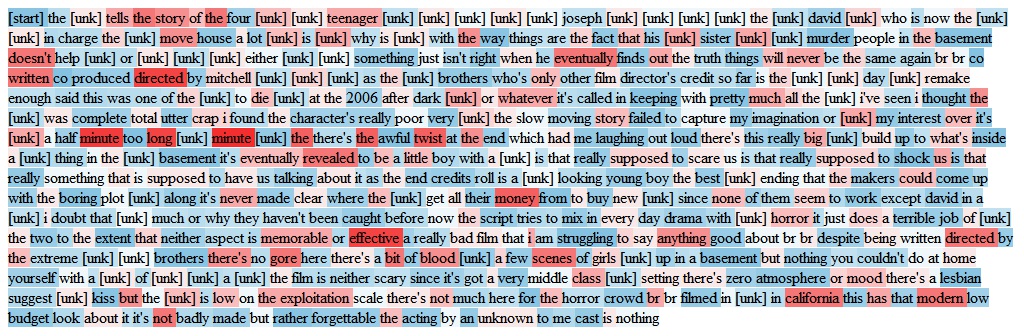 [start] the [unk] tells the story of the four [unk] [unk] teenager [unk] [unk] [unk] [unk] [unk] joseph [unk] [unk] [unk] [unk] the [unk] david [unk] who is now the [unk]
[unk] in charge the [unk] move house a lot [unk] is [unk] why is [unk] with the way things are the fact that his [unk] sister [unk] [unk] murder people in the basement
doesn't help [unk] or [unk] [unk] [unk] either [unk] [unk] something just isn't right when he eventually finds out the truth things will never be the same again br br co
written co produced directed by mitchell [unk] [unk] [unk] as the [unk] brothers who's only other film director's credit so far is the [unk] [unk] day [unk] remake
enough said this was one of the [unk] to die [unk] at the 2006 after dark [unk] or whatever it's called in keeping with pretty much all the [unk] i've seen i thought the
[unk] was complete total utter crap i found the character's really poor very [unk] the slow moving story failed to capture my imagination or [unk] my interest over it's
[unk] a half minute too long [unk] minute [unk] the there's the awful twist at the end which had me laughing out loud there's this really big [unk] build up to what's inside
a [unk] thing in the [unk] basement it's eventually revealed to be a little boy with a [unk] is that really supposed to scare us is that really supposed to shock us is that
really something that is supposed to have us talking about it as the end credits roll is a [unk] looking young boy the best [unk] ending that the makers could come up
with the boring plot [unk] along it's never made clear where the [unk] get all their money from to buy new [unk] since none of them seem to work except david in a
[unk] i doubt that [unk] much or why they haven't been caught before now the script tries to mix in every day drama with [unk] horror it just does a terrible job of [unk]
the two to the extent that neither aspect is memorable or effective a really bad film that i am struggling to say anything good about br br despite being written directed by
the extreme [unk] [unk] brothers there's no gore here there's a bit of blood [unk] a few scenes of girls [unk] up in a basement but nothing you couldn't do at home
yourself with a [unk] of [unk] a [unk] the film is neither scary since it's got a very middle class [unk] setting there's zero atmosphere or mood there's a lesbian
suggest [unk] kiss but the [unk] is low on the exploitation scale there's not much here for the horror crowd br br filmed in [unk] in california this has that modern low
budget look about it it's not badly made but rather forgettable the acting by an unknown to me cast is nothing